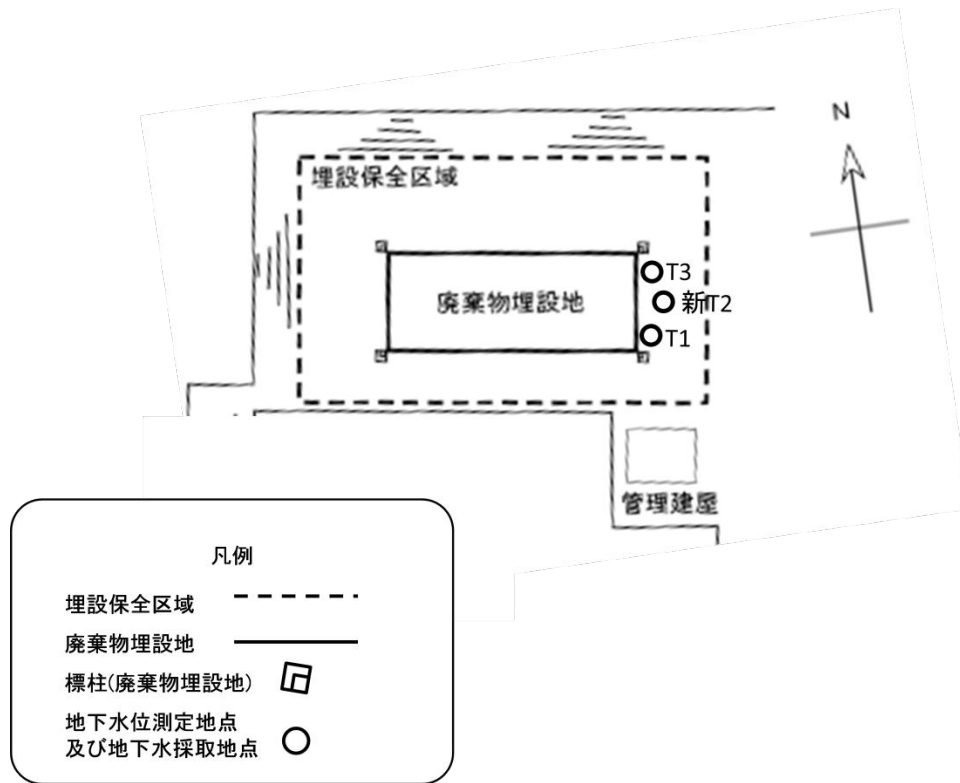 N
埋設保全区域
廃棄物埋設地
T3
新T2
T1
管理建屋
凡例
埋設保全区域
廃棄物埋設地
標柱(廃棄物埋設地)
地下水位測定地点
及び地下水採取地点